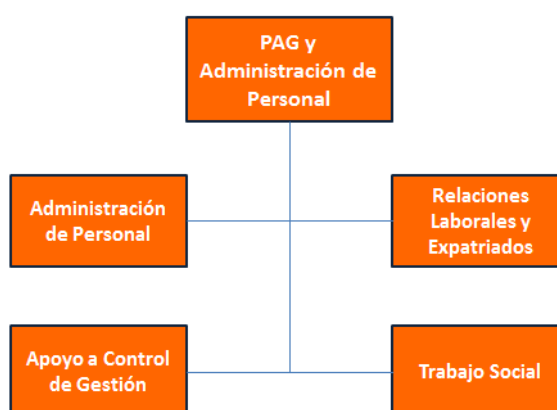 PAG y
Administración de
Personal
Administración
de Personal
Relaciones
Laborales y
Expatriados
Apoyo a Control
de Gestión
Trabajo Social